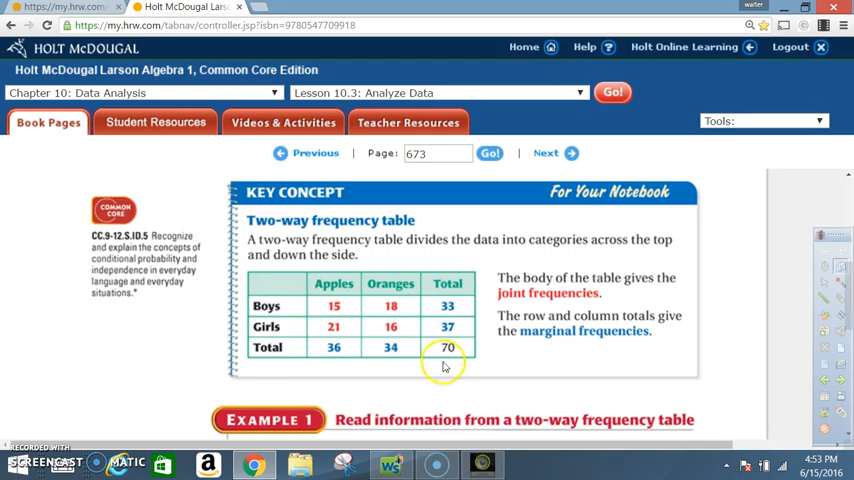 walter
https://my.hrw.com/tabnav/
Holt McDougal Lars
https://my.hrw.com/tabnav/controller.jsp?isbn=9780547709918
HOLT MCDOUGAL
Home
Help ?
Holt Online Learning
Logout X
Holt McDougal Larson Algebra 1, Common Core Edition
Chapter 10: Data Analysis
Lesson 10.3: Analyze Data
Go!
Book Pages
Student Resources
Videos & Activities
Teacher Resources
Tools:
Previous | Page: 673 Go! | Next
COMMON
CORE
CC.9-12.S.ID.5 Recognize
and explain the concepts of
conditional probability and
independence in everyday
language and everyday
situations.*
KEY CONCEPT
For Your Notebook
Two-way frequency table
A two-way frequency table divides the data into categories across the top
and down the side.
Apples Oranges Total
Boys 15 18 33
Girls 21 16 37
Total 36 34 70
The body of the table gives the
joint frequencies.
The row and column totals give
the marginal frequencies.
EXAMPLE 1
Read information from a two-way frequency table
RECORDED WITH
SCREENCAST MATIC
4:53 PM
6/15/2016